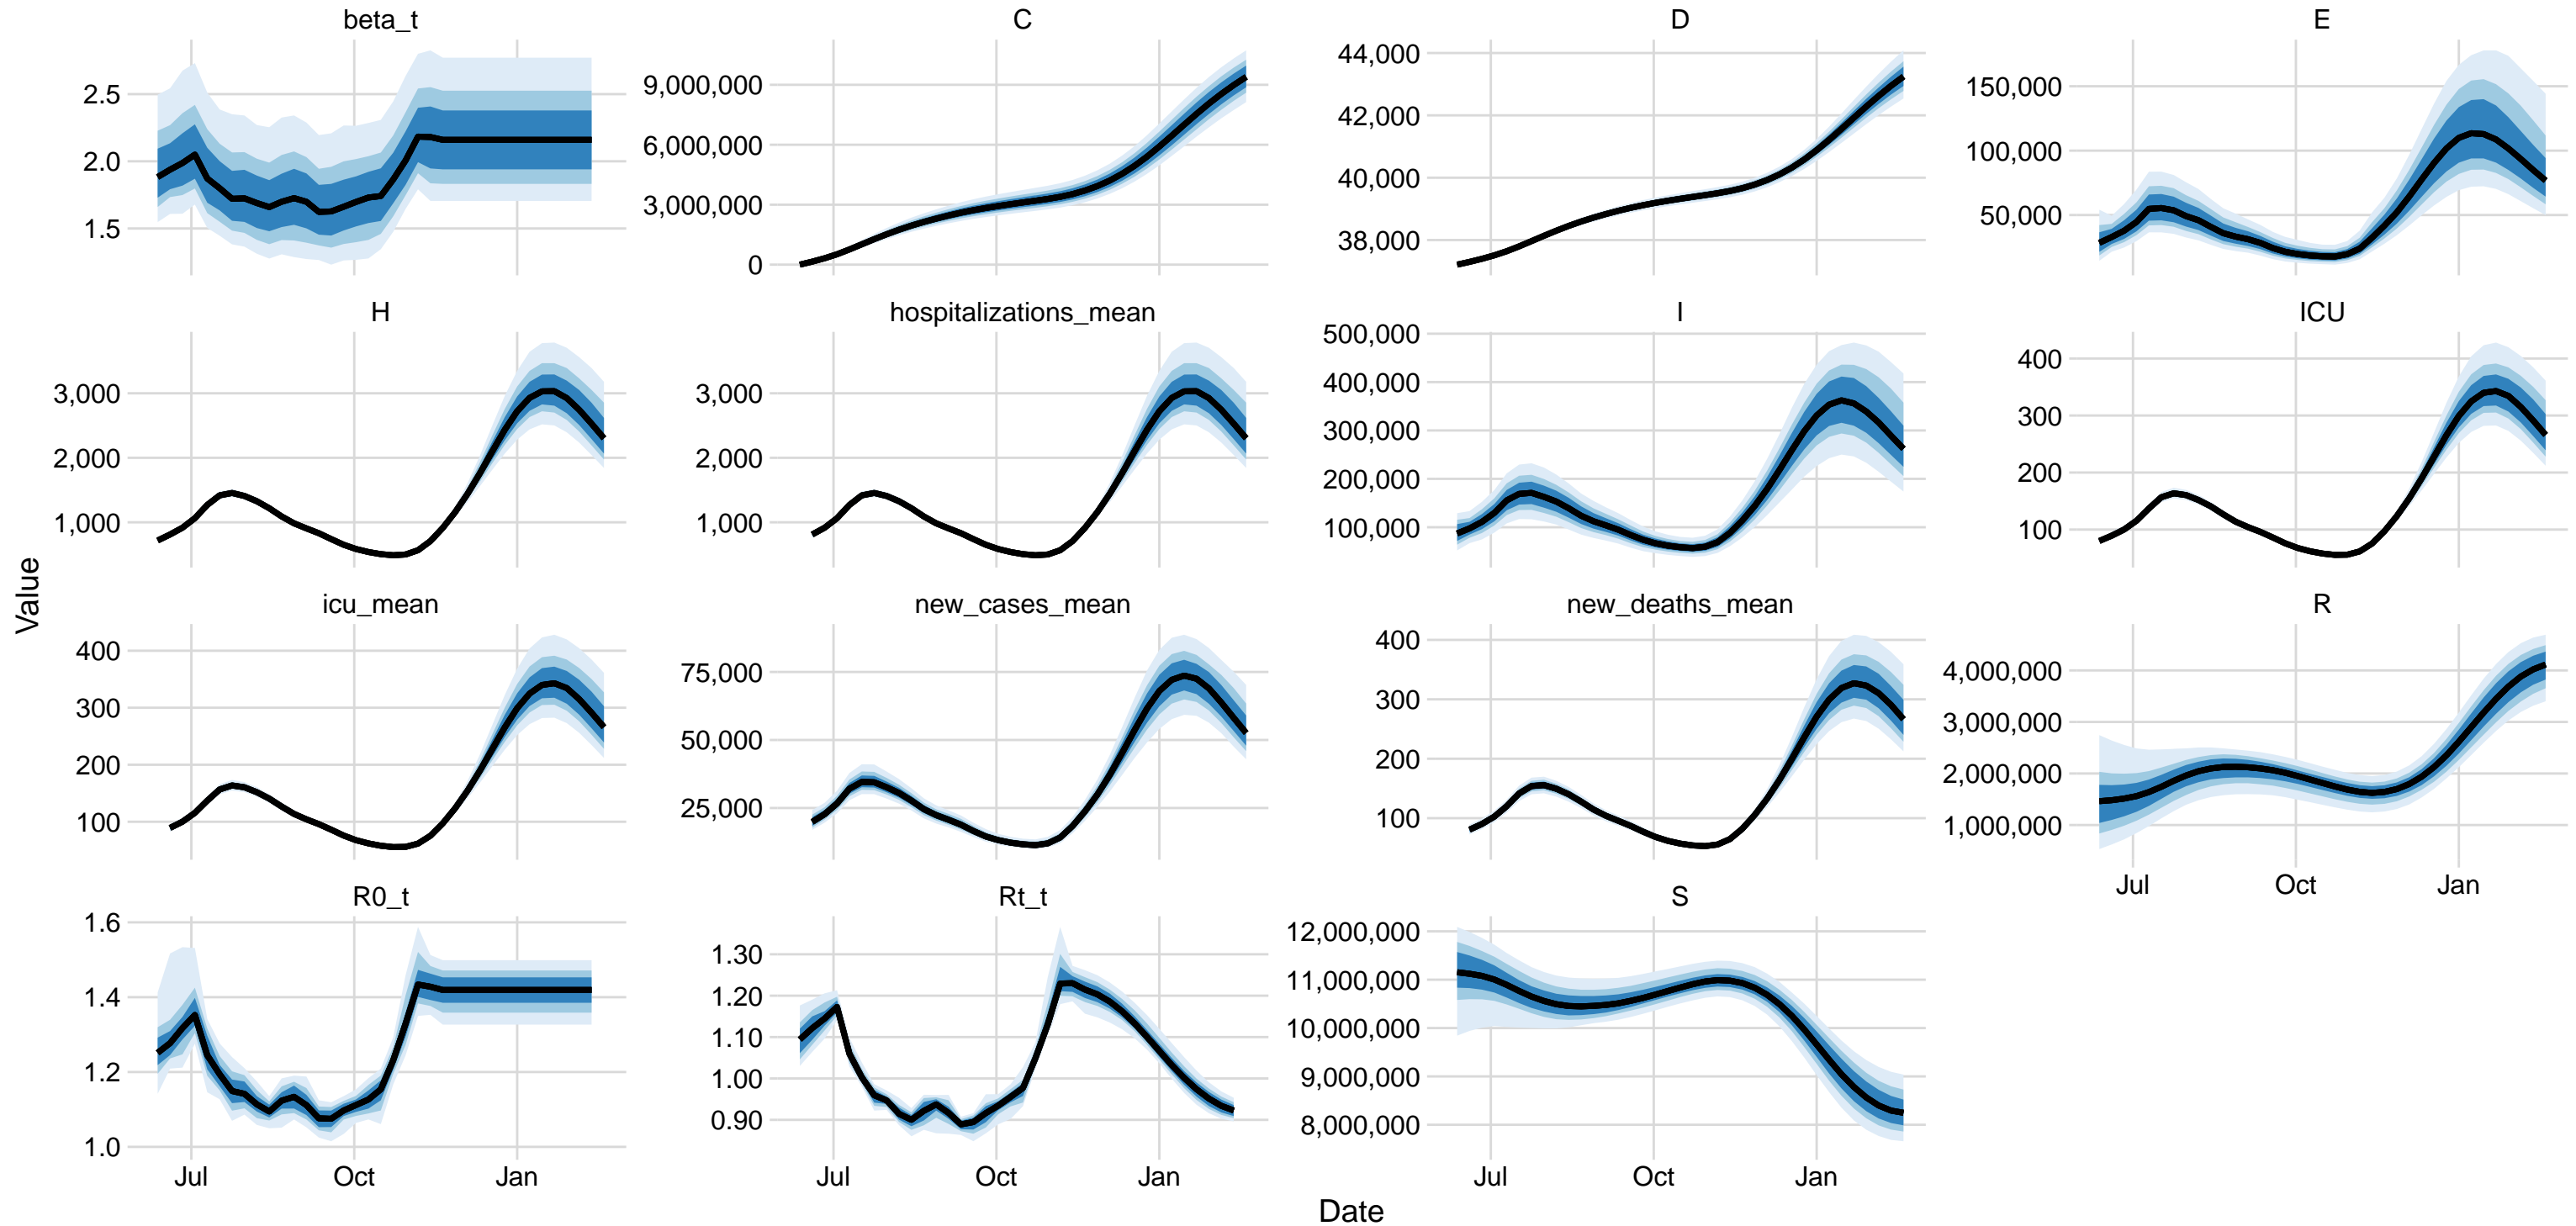 beta_t
C
D
E
2.5
2.0
1.5
9,000,000
6,000,000
3,000,000
0
44,000
42,000
40,000
38,000
150,000
100,000
50,000
H
hospitalizations_mean
I
ICU
3,000
2,000
1,000
3,000
2,000
1,000
500,000
400,000
300,000
200,000
100,000
400
300
200
100
Value
icu_mean
new_cases_mean
new_deaths_mean
R
400
300
200
100
75,000
50,000
25,000
400
300
200
100
4,000,000
3,000,000
2,000,000
1,000,000
Jul Oct Jan
R0_t
Rt_t
S
1.6
1.4
1.2
1.0
1.30
1.20
1.10
1.00
0.90
12,000,000
11,000,000
10,000,000
9,000,000
8,000,000
Jul Oct Jan
Jul Oct Jan
Jul Oct Jan
Date